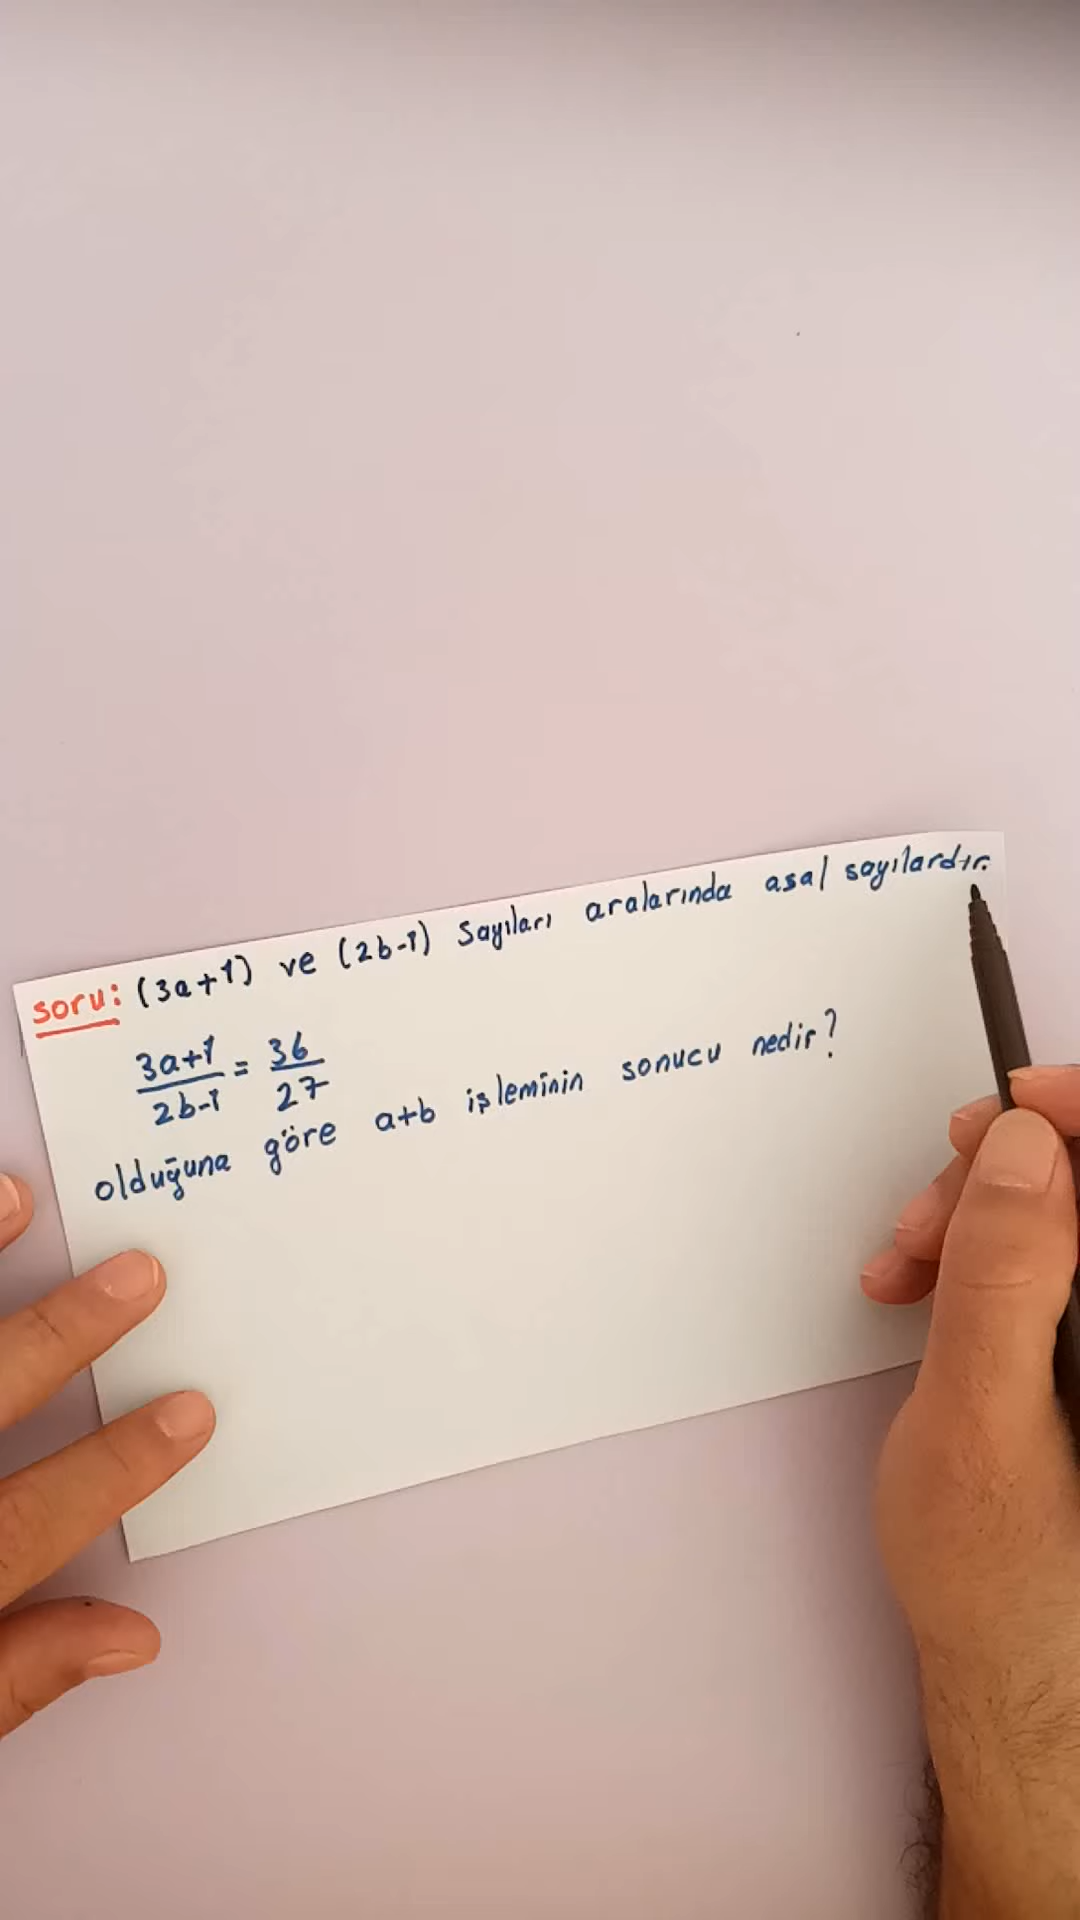 soru: (3a+1) ve (2b-1) sayıları aralarında asal sayılardır.
3a+1/2b-1 = 36/27
olduğuna göre a+b işleminin sonucu nedir?